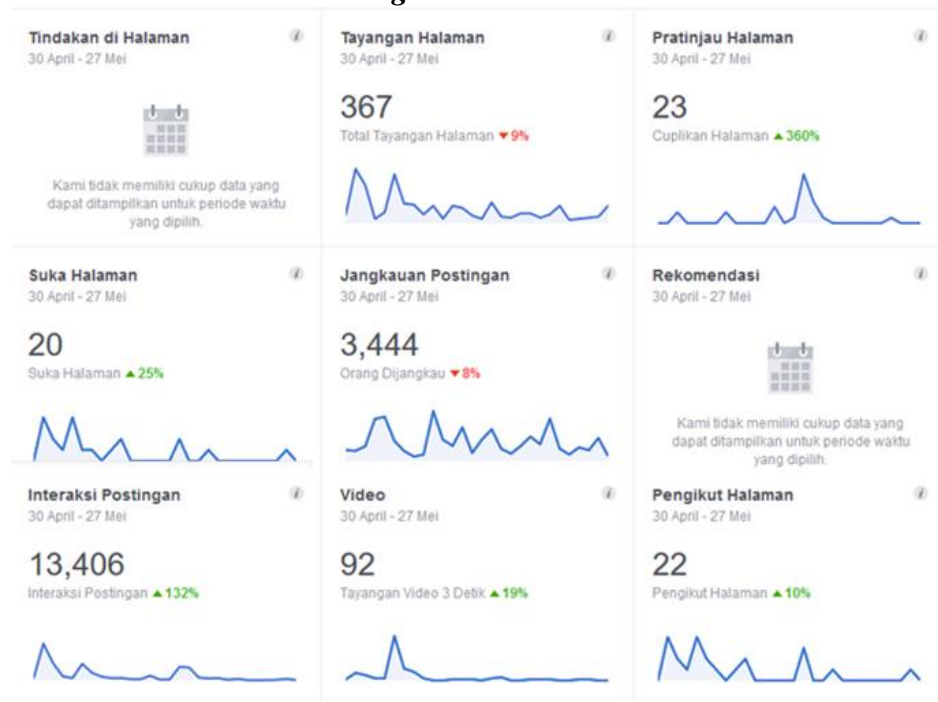 Tindakan di Halaman
30 April - 27 Mei
Kami tidak memiliki cukup data yang
dapat ditampilkan untuk periode waktu
yang dipilih.
Tayangan Halaman
30 April - 27 Mei
367
Total Tayangan Halaman ▼9%
Pratinjau Halaman
30 April - 27 Mei
23
Cuplikan Halaman ▲360%
Suka Halaman
30 April - 27 Mei
20
Suka Halaman ▲25%
Jangkauan Postingan
30 April - 27 Mei
3,444
Orang Dijangkau ▼8%
Rekomendasi
30 April - 27 Mei
Kami tidak memiliki cukup data yang
dapat ditampilkan untuk periode waktu
yang dipilih.
Interaksi Postingan
30 April - 27 Mei
13,406
Interaksi Postingan ▲132%
Video
30 April - 27 Mei
92
Tayangan Video 3 Detik ▲19%
Pengikut Halaman
30 April - 27 Mei
22
Pengikut Halaman ▲10%